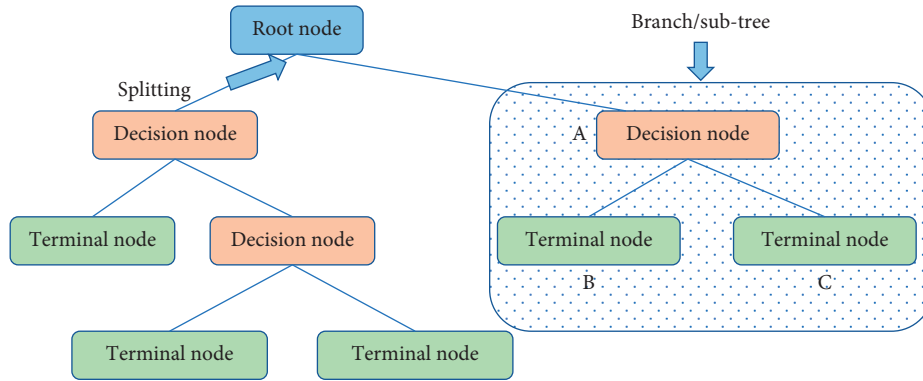 Root node
Branch/sub-tree
Splitting
Decision node
A
Decision node
Terminal node
Decision node
Terminal node
Terminal node
B
C
Terminal node
Terminal node